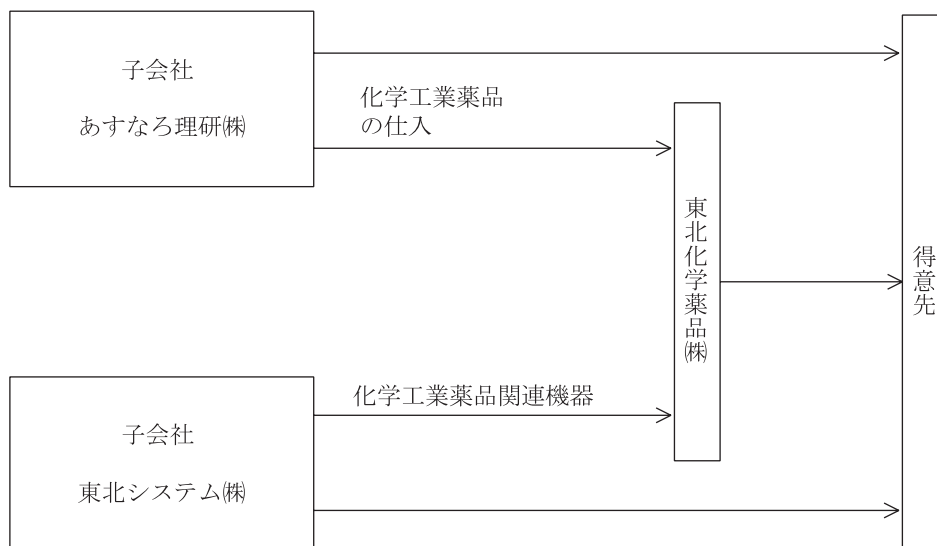 子会社
あすなろ理研㈱
化学工業薬品
の仕入
東北化学薬品㈱
得意先
化学工業薬品関連機器
子会社
東北システム㈱